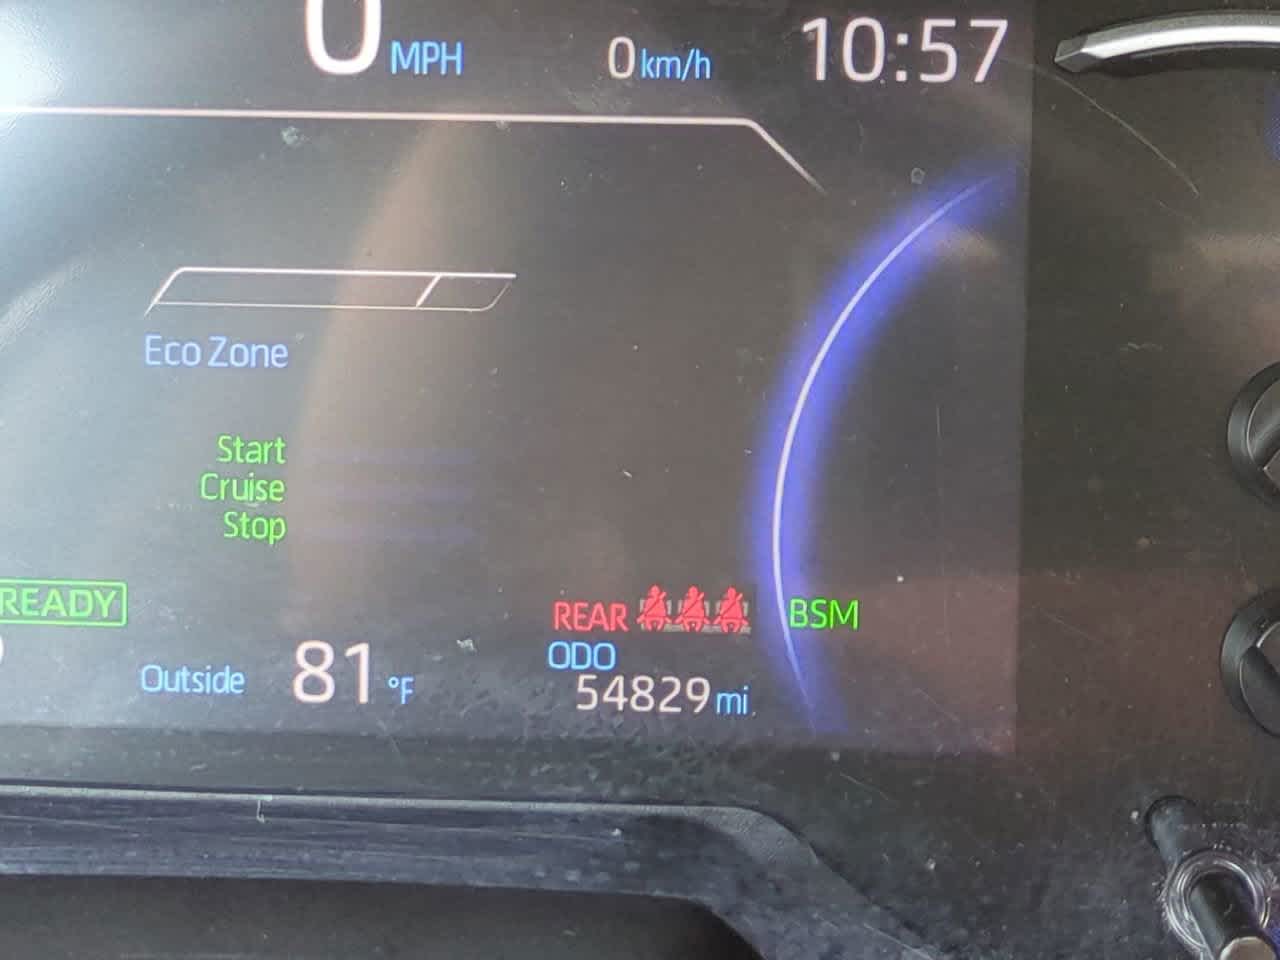 0 MPH 0 km/h 10:57
Eco Zone
Start
Cruise
Stop
READY
REAR BSM
ODO
Outside 81 °F 54829 mi